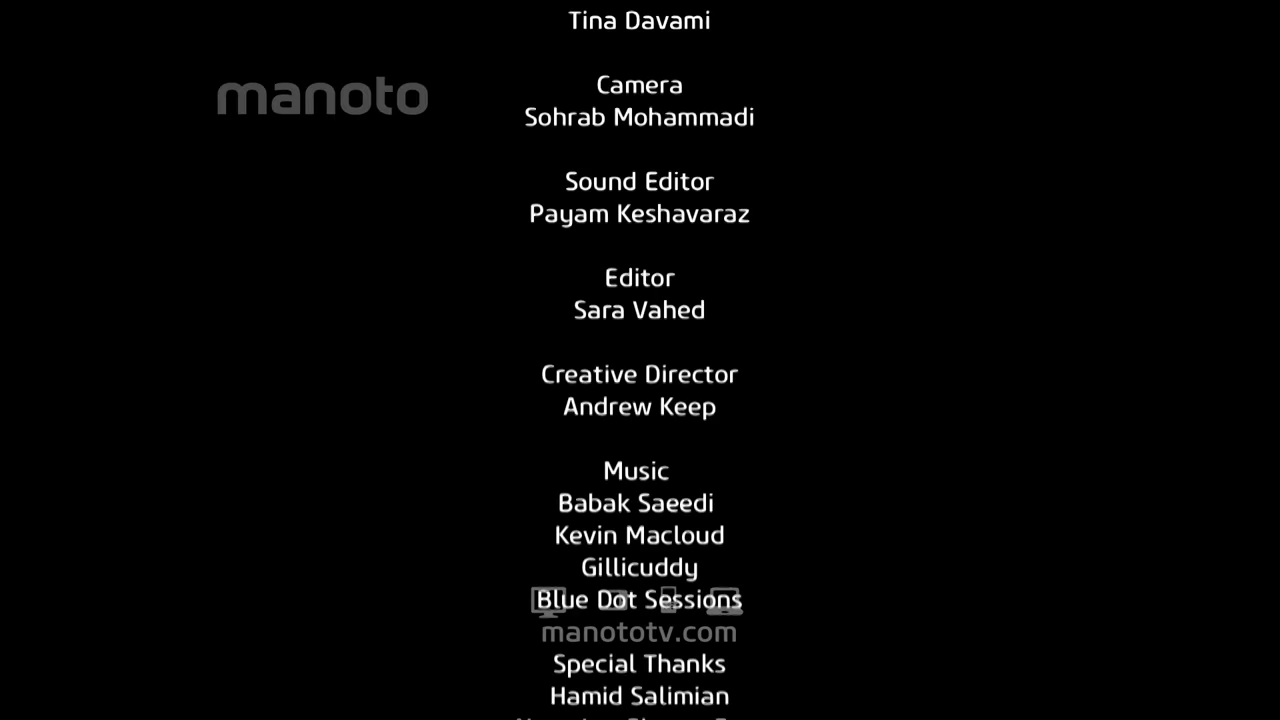 Tina Davami
manoto
Camera
Sohrab Mohammadi
Sound Editor
Payam Keshavaraz
Editor
Sara Vahed
Creative Director
Andrew Keep
Music
Babak Saeedi
Kevin Macloud
Gillicuddy
Blue Dot Sessions
manototv.com
Special Thanks
Hamid Salimian